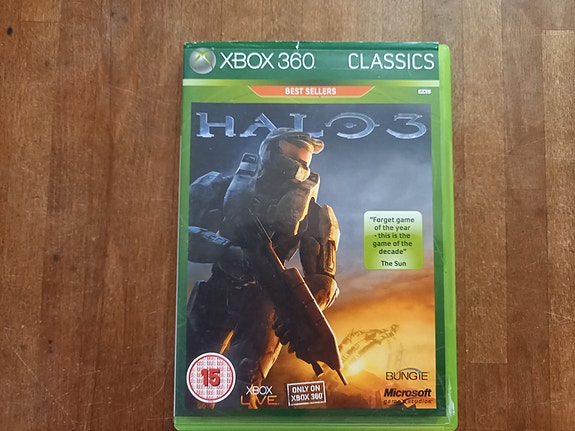 XBOX 360 CLASSICS
BEST SELLERS
HALO 3
"Forget game
of the year
- this is the
game of the
decade"
The Sun
15
XBOX
LIVE
ONLY ON
XBOX 360
BUNGiE
Microsoft
game studios